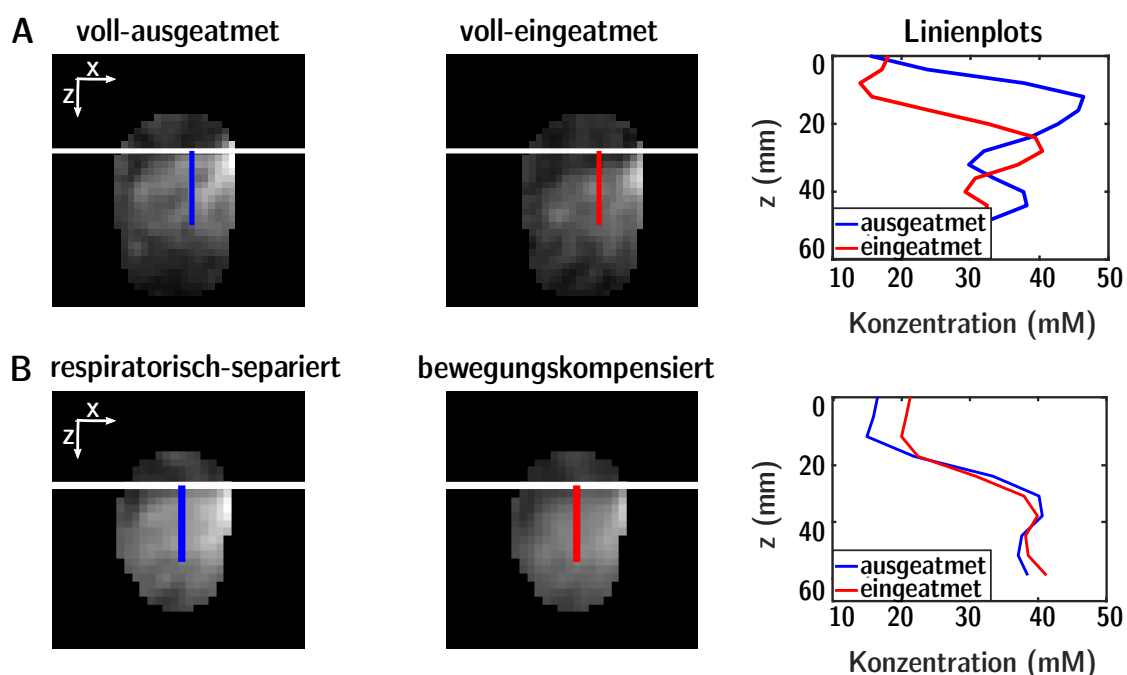 A
voll-ausgeatmet
voll-eingeatmet
Linienplots
x
z
0
20
40
60
z (mm)
ausgeatmet
eingeatmet
10 20 30 40 50
Konzentration (mM)
B
respiratorisch-separiert
bewegungskompensiert
x
z
0
20
40
60
z (mm)
ausgeatmet
eingeatmet
10 20 30 40 50
Konzentration (mM)